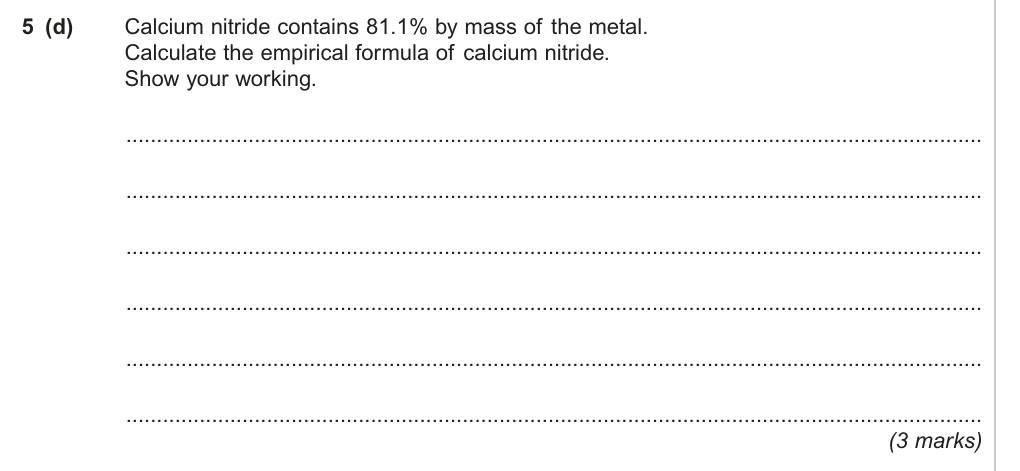 5 (d) Calcium nitride contains 81.1% by mass of the metal.
Calculate the empirical formula of calcium nitride.
Show your working.
(3 marks)